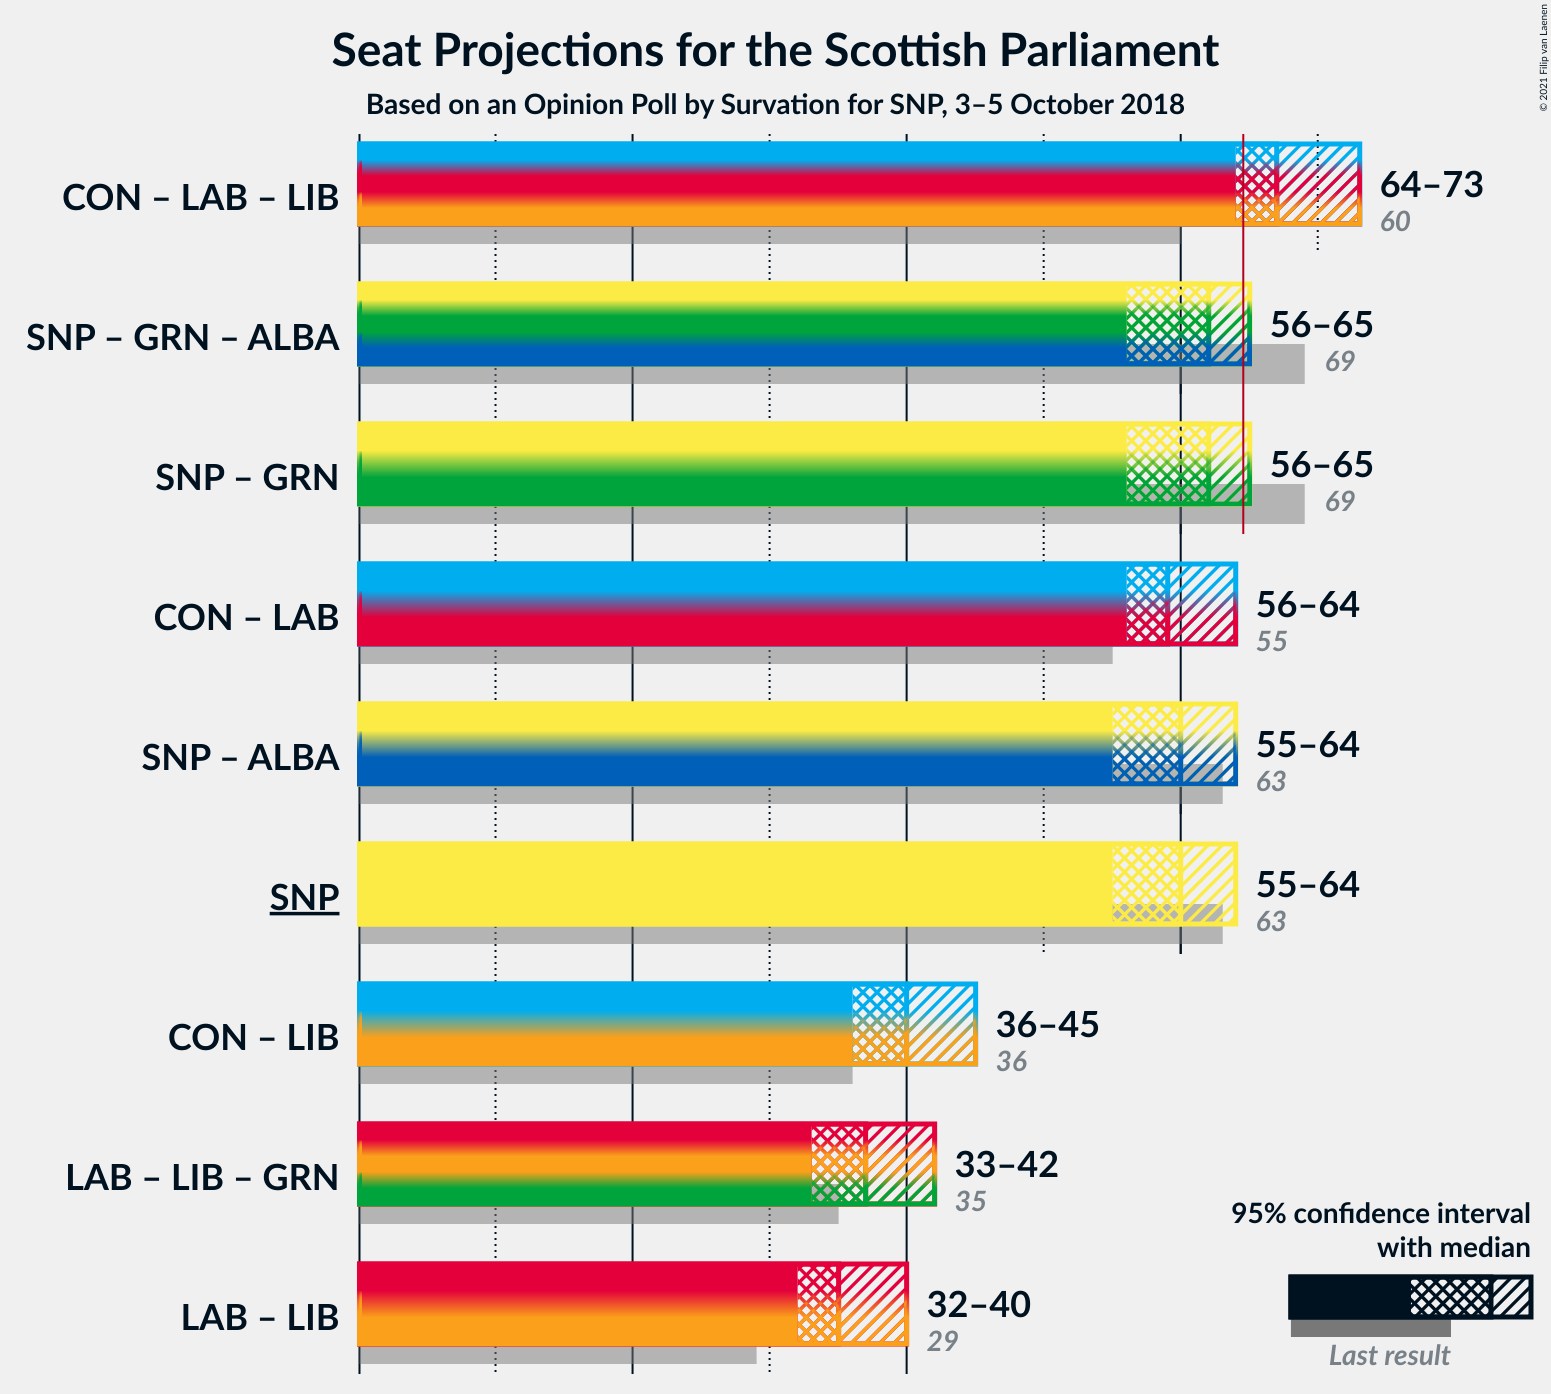 Seat Projections for the Scottish Parliament
Based on an Opinion Poll by Survation for SNP, 3–5 October 2018
© 2021 Filip van Laenen
CON – LAB – LIB
64–73
60
SNP – GRN – ALBA
56–65
69
SNP – GRN
56–65
69
CON – LAB
56–64
55
SNP – ALBA
55–64
63
SNP
55–64
63
CON – LIB
36–45
36
LAB – LIB – GRN
33–42
35
LAB – LIB
32–40
29
95% confidence interval
with median
Last result